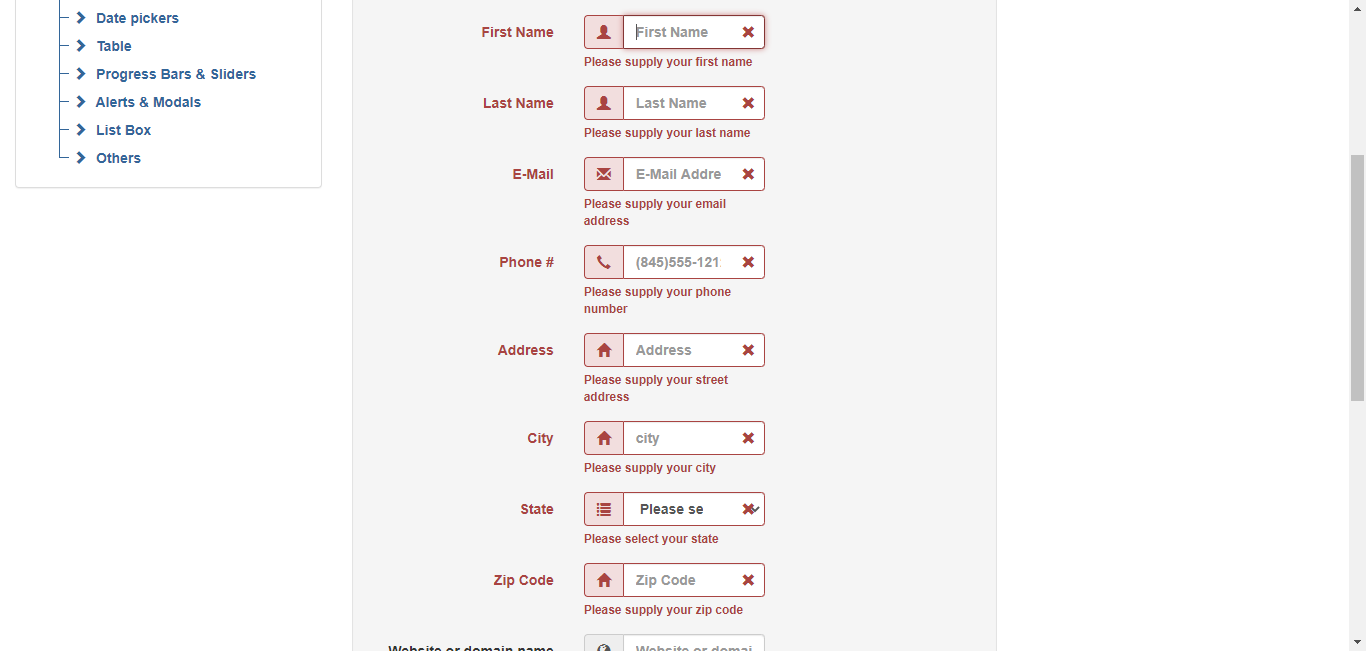 Date pickers
Table
Progress Bars & Sliders
Alerts & Modals
List Box
Others
First Name
First Name
Please supply your first name
Last Name
Last Name
Please supply your last name
E-Mail
E-Mail Addre
Please supply your email
address
Phone #
(845)555-121
Please supply your phone
number
Address
Address
Please supply your street
address
City
city
Please supply your city
State
Please se
Please select your state
Zip Code
Zip Code
Please supply your zip code
Website or domain name
Website or domai